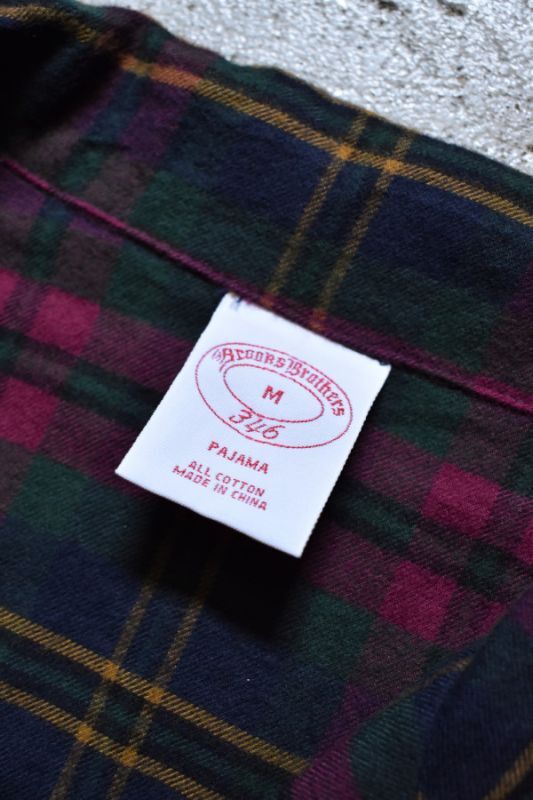 Brooks Brothers
M
346
PAJAMA
ALL COTTON
MADE IN CHINA